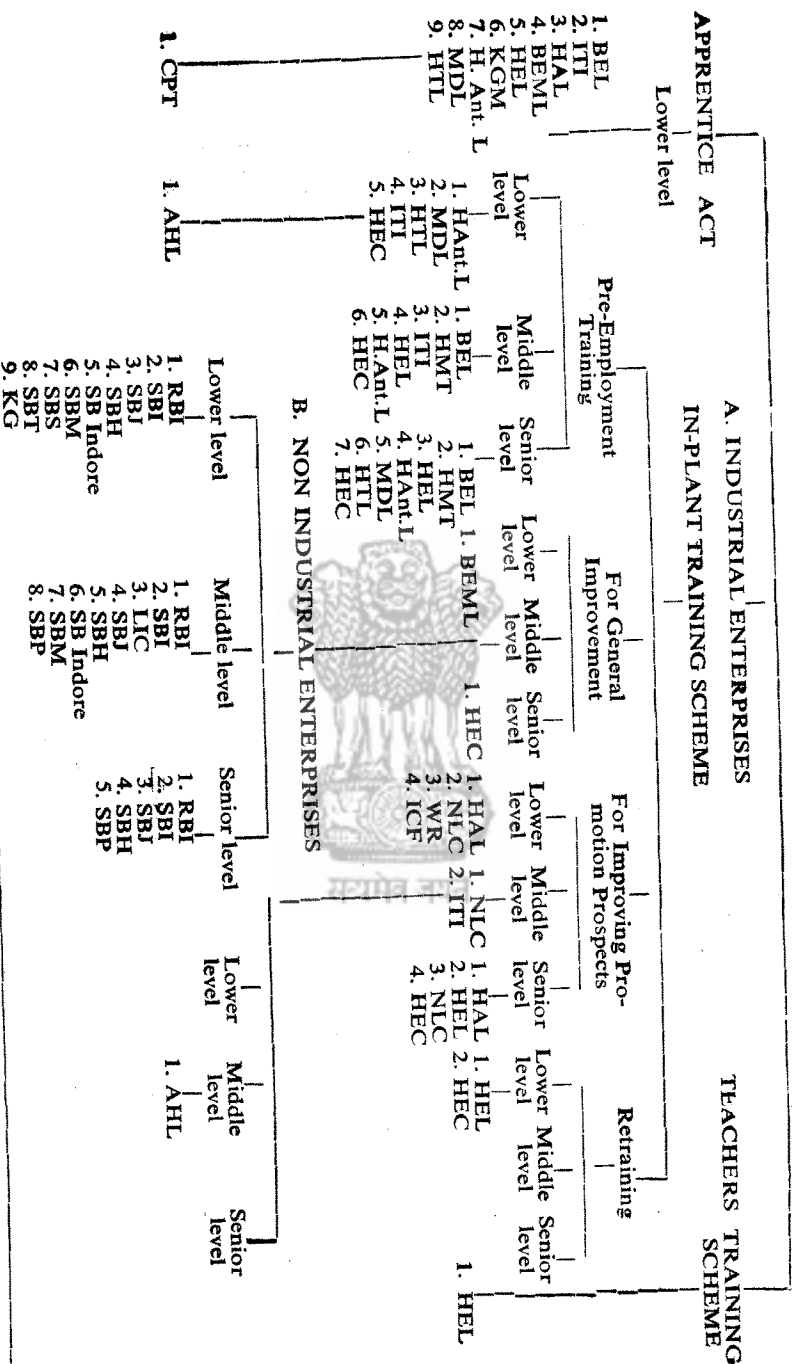 A. INDUSTRIAL ENTERPRISES
APPRENTICE ACT
IN-PLANT TRAINING SCHEME
TEACHERS TRAINING
SCHEME
Lower level
1. BEL
2. ITI
3. HAL
4. BEML
5. HEL
6. KGM
7. H. Ant. L
8. MDL
9. HTL
1. CPT
Pre-Employment
Training
Lower
level
1. HAnt.L
2. MDL
3. HTL
4. ITI
5. HEC
1. AHL
Middle
level
1. BEL
2. HMT
3. ITI
4. HEL
5. H.Ant.L
6. HEC
Senior
level
1. BEL
2. HMT
3. HEL
4. HAnt.L
5. MDL
6. HTL
7. HEC
For General
Improvement
Lower
level
1. BEML
Middle
level
Senior
level
1. HEC
For Improving Pro-
motion Prospects
Lower
level
1. HAL
2. NLC
3. WR
4. ICF
Middle
level
1. NLC
2. ITI
Senior
level
1. HAL
2. HEL
3. NLC
4. HEC
Retraining
Lower
level
1. HEL
2. HEC
Middle
level
Senior
level
1. HEL
B. NON INDUSTRIAL ENTERPRISES
Lower level
1. RBI
2. SBI
3. SBJ
4. SBH
5. SB Indore
6. SBM
7. SBS
8. SBT
9. KG
Middle level
1. RBI
2. SBI
3. LIC
4. SBJ
5. SBH
6. SB Indore
7. SBM
8. SBP
Senior level
1. RBI
2. SBI
3. SBJ
4. SBH
5. SBP
Lower
level
Middle
level
1. AHL
Senior
level
सत्यमेव जयते